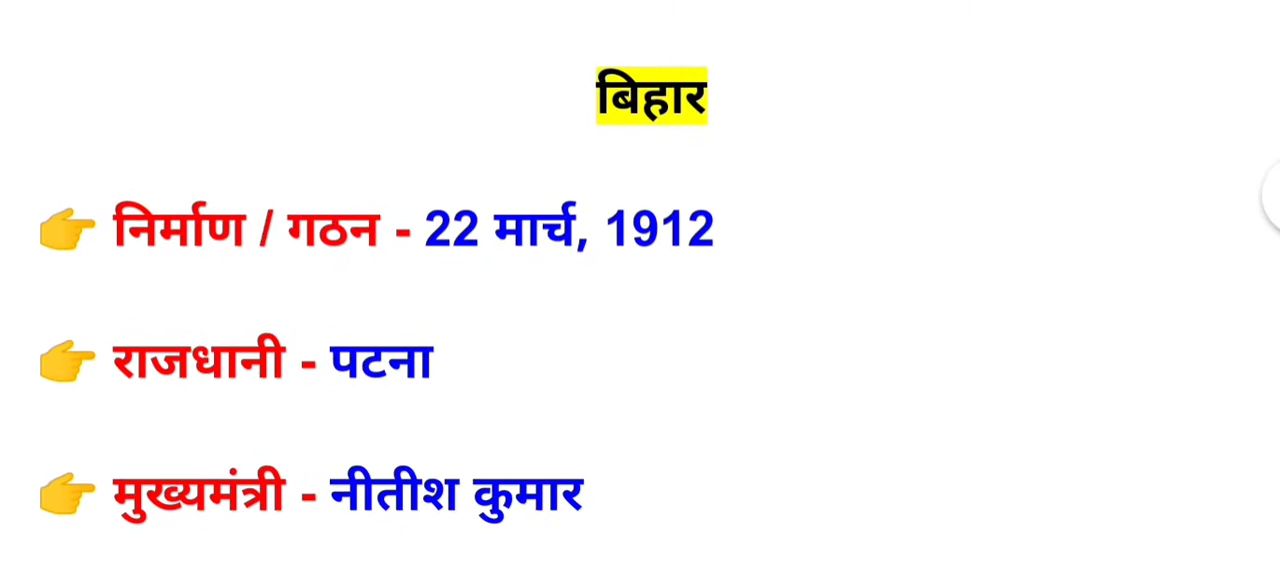 बिहार
👉 निर्माण / गठन - 22 मार्च, 1912
👉 राजधानी - पटना
👉 मुख्यमंत्री - नीतीश कुमार